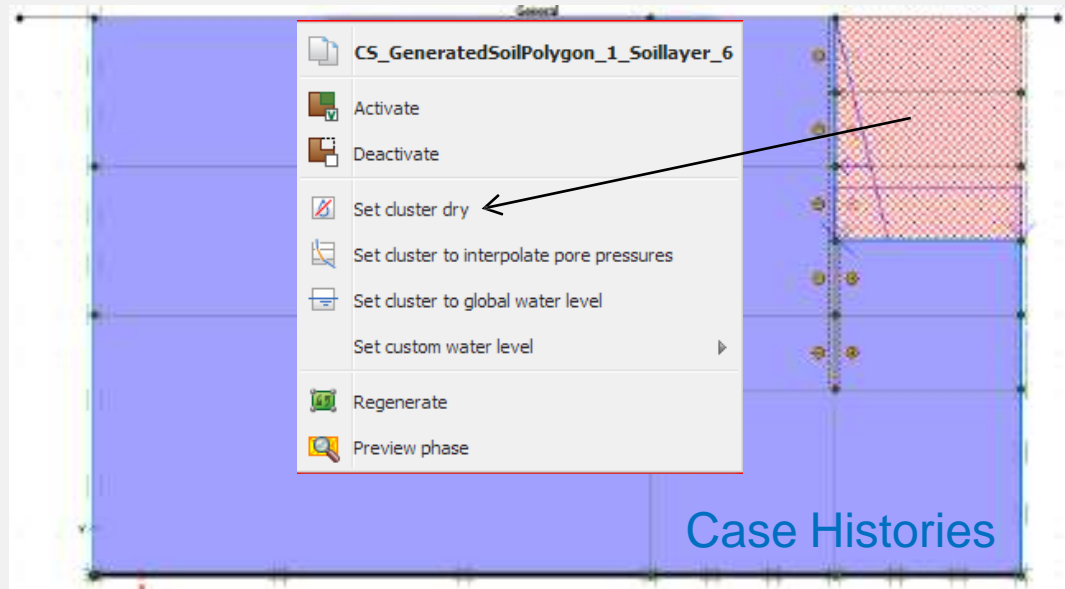 General
CS_GeneratedSoilPolygon_1_Soillayer_6
Activate
Deactivate
Set cluster dry
Set cluster to interpolate pore pressures
Set cluster to global water level
Set custom water level
Regenerate
Preview phase
Case Histories
Y